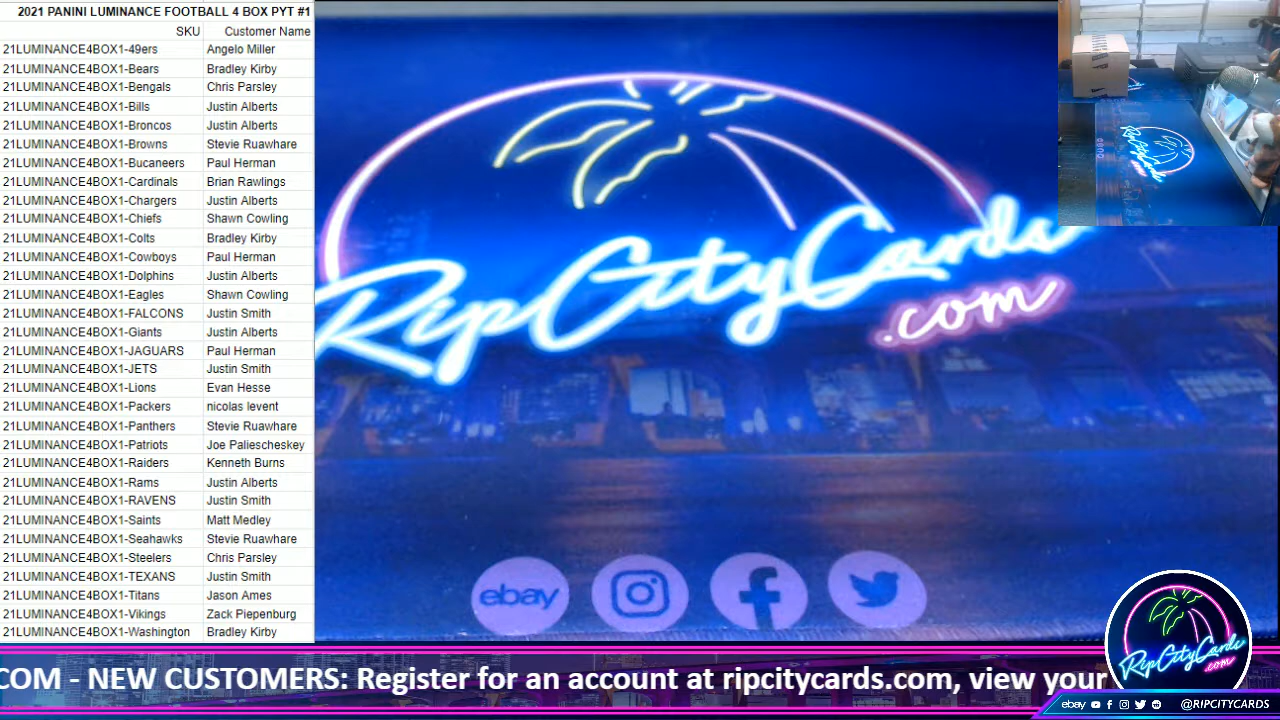 2021 PANINI LUMINANCE FOOTBALL 4 BOX PYT #1
SKU Customer Name
21LUMINANCE4BOX1-49ers Angelo Miller
21LUMINANCE4BOX1-Bears Bradley Kirby
21LUMINANCE4BOX1-Bengals Chris Parsley
21LUMINANCE4BOX1-Bills Justin Alberts
21LUMINANCE4BOX1-Broncos Justin Alberts
21LUMINANCE4BOX1-Browns Stevie Ruawhare
21LUMINANCE4BOX1-Bucaneers Paul Herman
21LUMINANCE4BOX1-Cardinals Brian Rawlings
21LUMINANCE4BOX1-Chargers Justin Alberts
21LUMINANCE4BOX1-Chiefs Shawn Cowling
21LUMINANCE4BOX1-Colts Bradley Kirby
21LUMINANCE4BOX1-Cowboys Paul Herman
21LUMINANCE4BOX1-Dolphins Justin Alberts
21LUMINANCE4BOX1-Eagles Shawn Cowling
21LUMINANCE4BOX1-FALCONS Justin Smith
21LUMINANCE4BOX1-Giants Justin Alberts
21LUMINANCE4BOX1-JAGUARS Paul Herman
21LUMINANCE4BOX1-JETS Justin Smith
21LUMINANCE4BOX1-Lions Evan Hesse
21LUMINANCE4BOX1-Packers nicolas levent
21LUMINANCE4BOX1-Panthers Stevie Ruawhare
21LUMINANCE4BOX1-Patriots Joe Paliescheskey
21LUMINANCE4BOX1-Raiders Kenneth Burns
21LUMINANCE4BOX1-Rams Justin Alberts
21LUMINANCE4BOX1-RAVENS Justin Smith
21LUMINANCE4BOX1-Saints Matt Medley
21LUMINANCE4BOX1-Seahawks Stevie Ruawhare
21LUMINANCE4BOX1-Steelers Chris Parsley
21LUMINANCE4BOX1-TEXANS Justin Smith
21LUMINANCE4BOX1-Titans Jason Ames
21LUMINANCE4BOX1-Vikings Zack Piepenburg
21LUMINANCE4BOX1-Washington Bradley Kirby
RipCityCards
.com
ebay
RipCityCards
.com
COM - NEW CUSTOMERS: Register for an account at ripcitycards.com, view your
RipCityCards
.com
ebay @RIPCITYCARDS